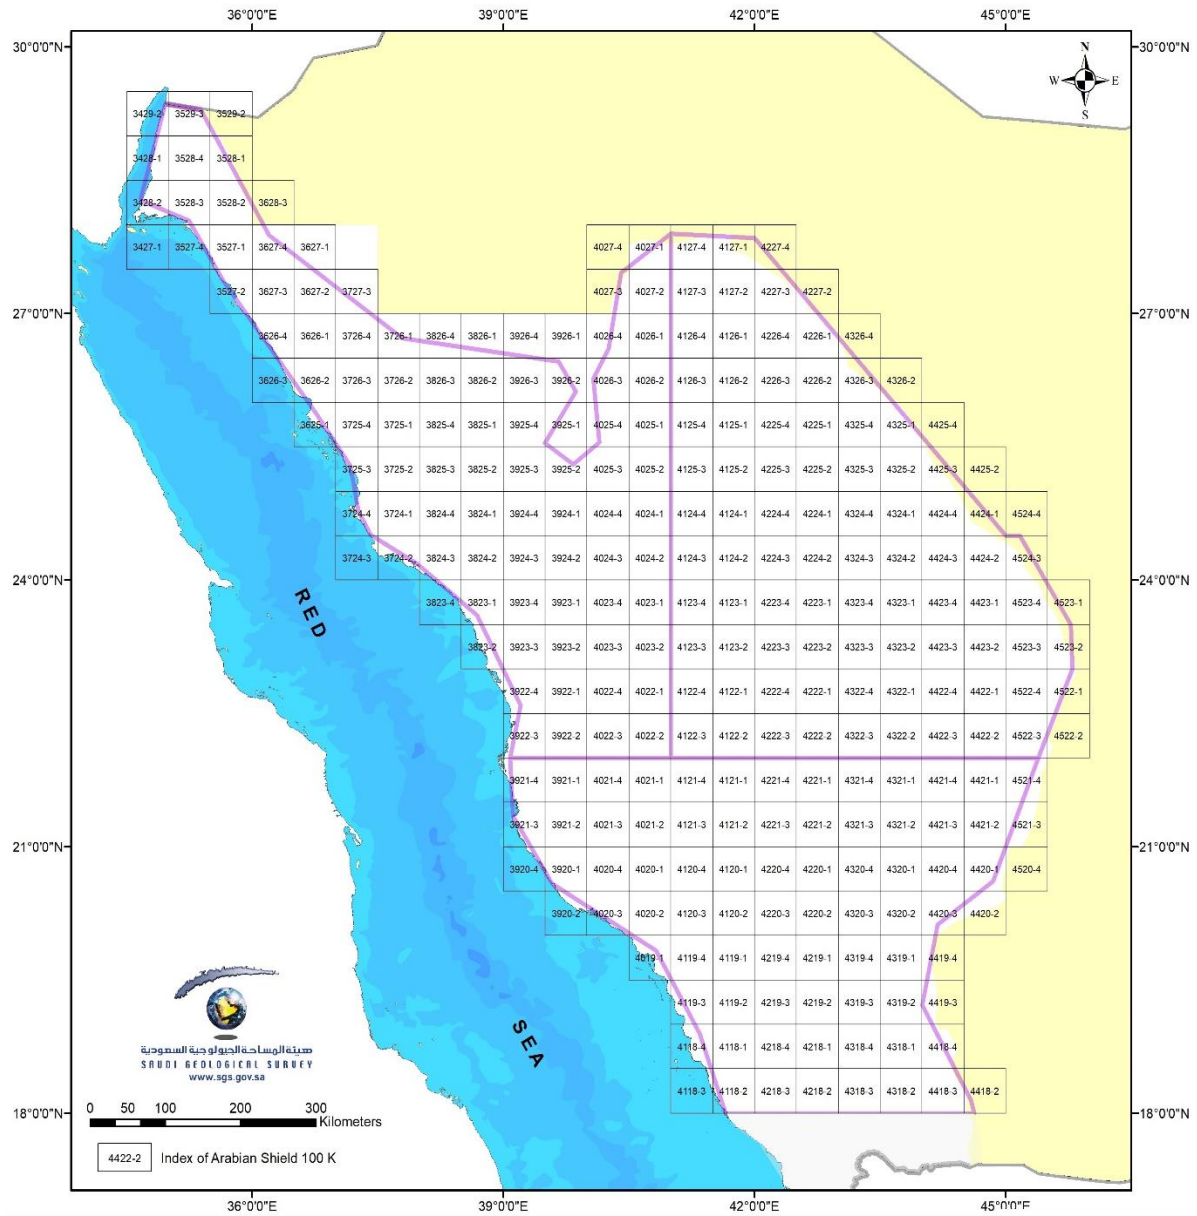 36°0'0"E 39°0'0"E 42°0'0"E 45°0'0"E
30°0'0"N 30°0'0"N
N
W E
S
3429-2 3529-3 3529-2
3428-1 3528-4 3528-1
3428-2 3528-3 3528-2 3628-3
3427-1 3527-4 3527-1 3627-4 3627-1 4027-4 4027-1 4127-4 4127-1 4227-4
3527-2 3627-3 3627-2 3727-3 4027-3 4027-2 4127-3 4127-2 4227-3 4227-2
27°0'0"N 27°0'0"N
3626-4 3626-1 3726-4 3726-1 3826-4 3826-1 3926-4 3926-1 4026-4 4026-1 4126-4 4126-1 4226-4 4226-1 4326-4
3626-3 3626-2 3726-3 3726-2 3826-3 3826-2 3926-3 3926-2 4026-3 4026-2 4126-3 4126-2 4226-3 4226-2 4326-3 4326-2
3625-1 3725-4 3725-1 3825-4 3825-1 3925-4 3925-1 4025-4 4025-1 4125-4 4125-1 4225-4 4225-1 4325-4 4325-1 4425-4
3725-3 3725-2 3825-3 3825-2 3925-3 3925-2 4025-3 4025-2 4125-3 4125-2 4225-3 4225-2 4325-3 4325-2 4425-3 4425-2
3724-4 3724-1 3824-4 3824-1 3924-4 3924-1 4024-4 4024-1 4124-4 4124-1 4224-4 4224-1 4324-4 4324-1 4424-4 4424-1 4524-4
3724-3 3724-2 3824-3 3824-2 3924-3 3924-2 4024-3 4024-2 4124-3 4124-2 4224-3 4224-2 4324-3 4324-2 4424-3 4424-2 4524-3
24°0'0"N 24°0'0"N
3823-4 3823-1 3923-4 3923-1 4023-4 4023-1 4123-4 4123-1 4223-4 4223-1 4323-4 4323-1 4423-4 4423-1 4523-4 4523-1
RED
3823-2 3923-3 3923-2 4023-3 4023-2 4123-3 4123-2 4223-3 4223-2 4323-3 4323-2 4423-3 4423-2 4523-3 4523-2
3922-4 3922-1 4022-4 4022-1 4122-4 4122-1 4222-4 4222-1 4322-4 4322-1 4422-4 4422-1 4522-4 4522-1
3922-3 3922-2 4022-3 4022-2 4122-3 4122-2 4222-3 4222-2 4322-3 4322-2 4422-3 4422-2 4522-3 4522-2
3921-4 3921-1 4021-4 4021-1 4121-4 4121-1 4221-4 4221-1 4321-4 4321-1 4421-4 4421-1 4521-4
3921-3 3921-2 4021-3 4021-2 4121-3 4121-2 4221-3 4221-2 4321-3 4321-2 4421-3 4421-2 4521-3
21°0'0"N 21°0'0"N
3920-4 3920-1 4020-4 4020-1 4120-4 4120-1 4220-4 4220-1 4320-4 4320-1 4420-4 4420-1 4520-4
3920-2 4020-3 4020-2 4120-3 4120-2 4220-3 4220-2 4320-3 4320-2 4420-3 4420-2
4019-1 4119-4 4119-1 4219-4 4219-1 4319-4 4319-1 4419-4
4119-3 4119-2 4219-3 4219-2 4319-3 4319-2 4419-3
SEA
4118-4 4118-1 4218-4 4218-1 4318-4 4318-1 4418-4
4118-3 4118-2 4218-3 4218-2 4318-3 4318-2 4418-3 4418-2
هيئة المساحة الجيولوجية السعودية
SAUDI GEOLOGICAL SURVEY
www.sgs.gov.sa
18°0'0"N 18°0'0"N
0 50 100 200 300
Kilometers
4422-2 Index of Arabian Shield 100 K
36°0'0"E 39°0'0"E 42°0'0"E 45°0'0"E